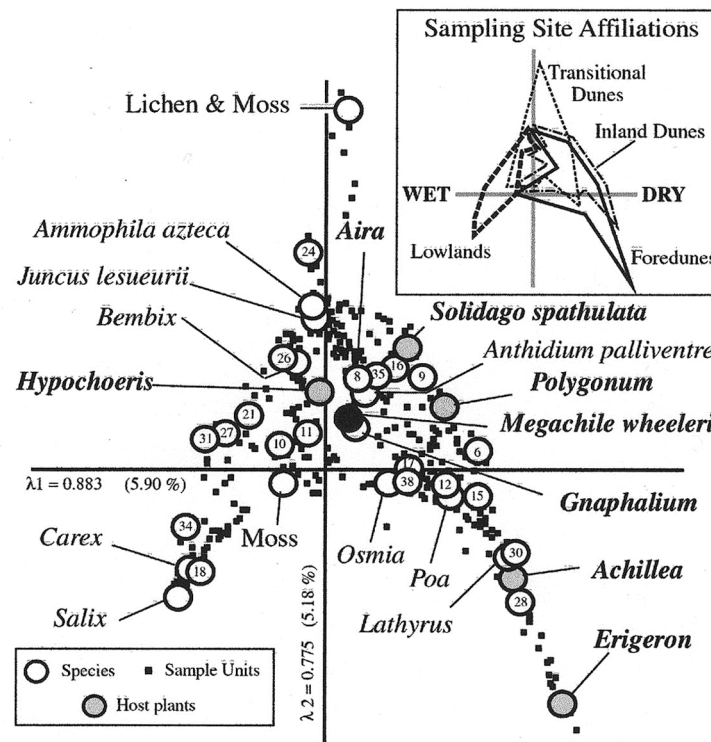 Sampling Site Affiliations
Transitional
Dunes
Inland Dunes
WET
DRY
Lowlands
Foredunes
Lichen & Moss
Ammophila azteca
Aira
24
Juncus lesueurii
Bembix
Solidago spathulata
Anthidium palliventre
26
16
8
35
9
Hypochoeris
Polygonum
21
Megachile wheeleri
31
27
10
11
6
17
λ1 = 0.883 (5.90 %)
38
12
15
Gnaphalium
34
Carex
Moss
Osmia
Poa
30
18
Achillea
Salix
Lathyrus
28
Erigeron
λ 2 = 0.775 (5.18 %)
Species
Sample Units
Host plants